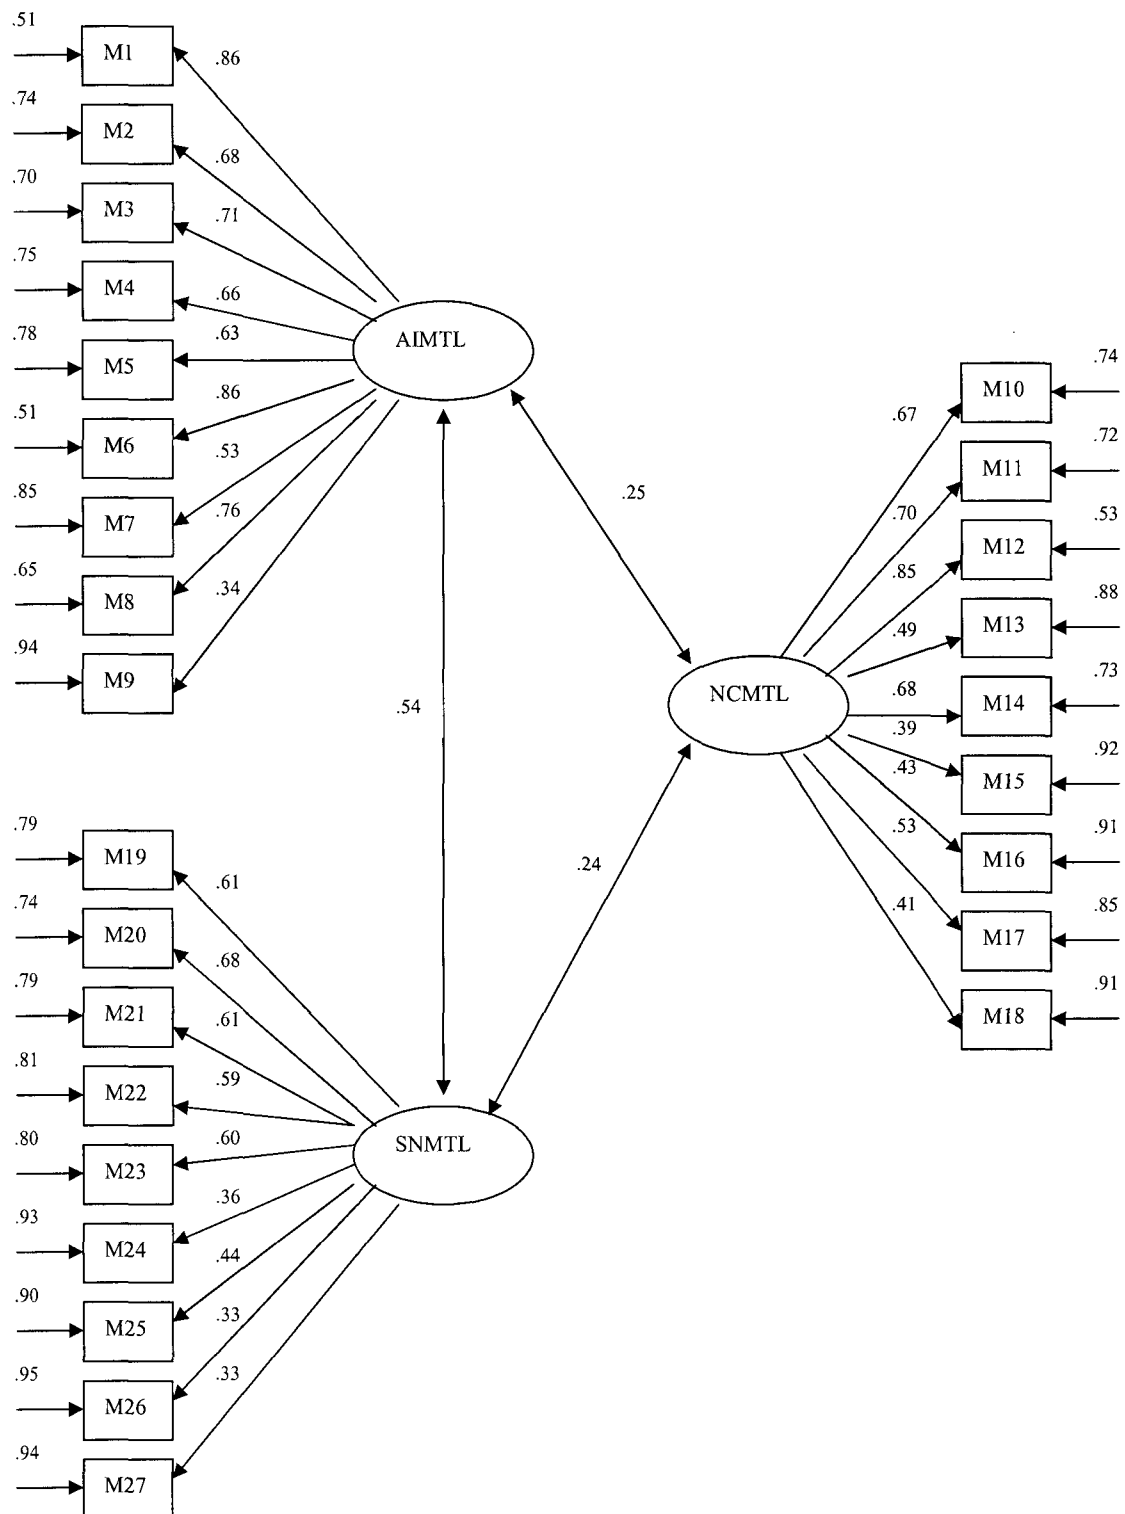 .51
M1
.86
.74
M2
.68
.70
M3
.71
.75
M4
.66
.78
M5
.63
.51
M6
.86
.85
M7
.53
.65
M8
.76
.94
M9
.34
AIMTL
.25
.54
NCMTL
.67
M10
.74
.70
M11
.72
.85
M12
.53
.49
M13
.88
.68
M14
.73
.39
M15
.92
.43
M16
.91
.53
M17
.85
.41
M18
.91
.24
.79
M19
.61
.74
M20
.68
.79
M21
.61
.81
M22
.59
.80
M23
.60
.93
M24
.36
.90
M25
.44
.95
M26
.33
.94
M27
.33
SNMTL